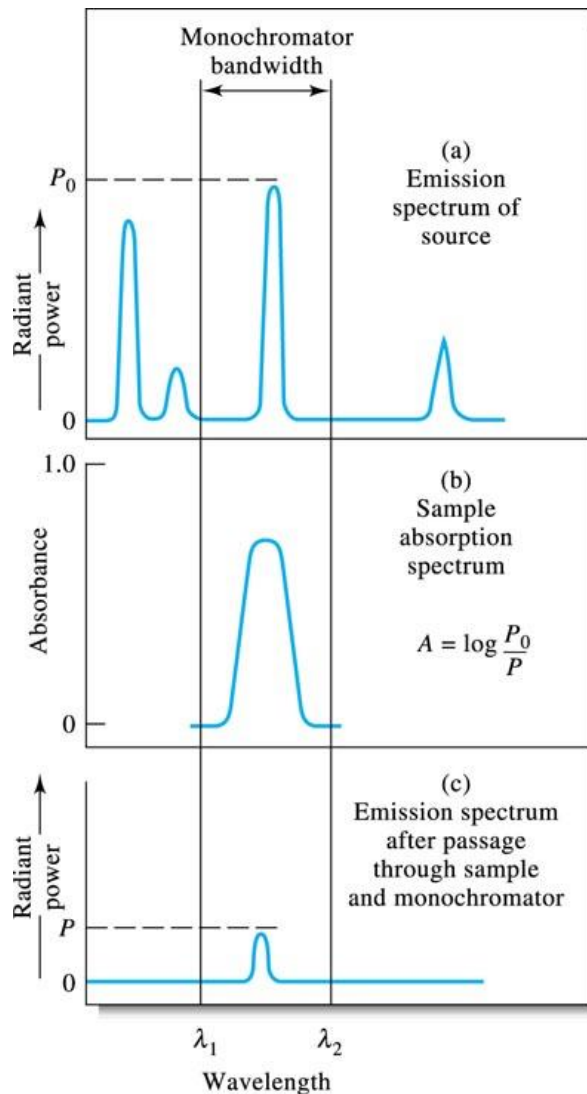 Monochromator
bandwidth
P₀
(a)
Emission
spectrum of
source
Radiant
power
0
1.0
(b)
Sample
absorption
spectrum
Absorbance
A = log P₀/P
0
(c)
Emission spectrum
after passage
through sample
and monochromator
Radiant
power
P
0
λ₁ λ₂
Wavelength